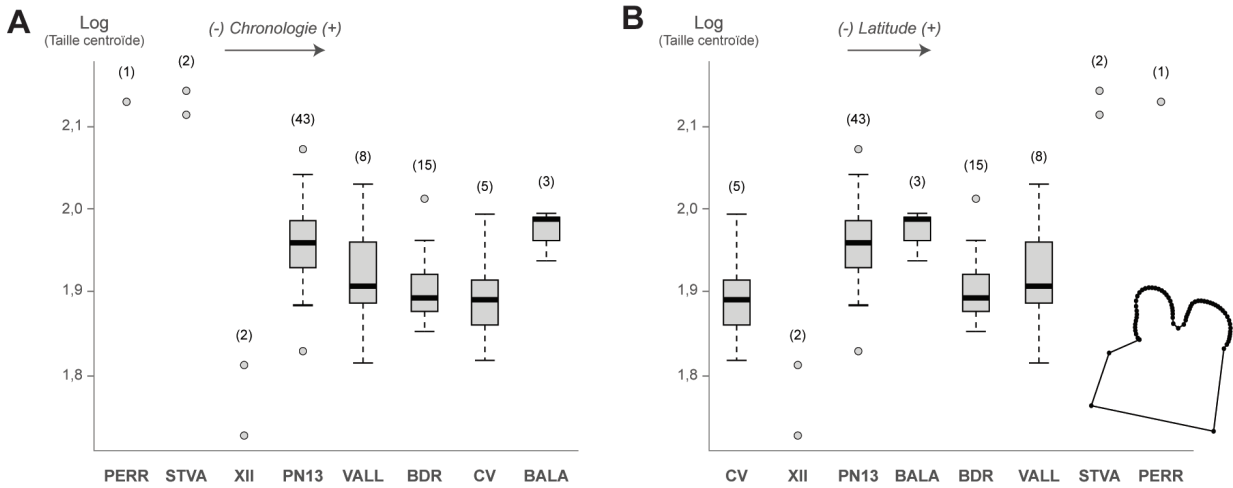 A
Log
(Taille centroïde)
(-) Chronologie (+)
(1)
(2)
(2)
(43)
(8)
(15)
(5)
(3)
2,1
2,0
1,9
1,8
PERR STVA XII PN13 VALL BDR CV BALA
B
Log
(Taille centroïde)
(-) Latitude (+)
(5)
(2)
(43)
(3)
(15)
(8)
(2)
(1)
2,1
2,0
1,9
1,8
CV XII PN13 BALA BDR VALL STVA PERR